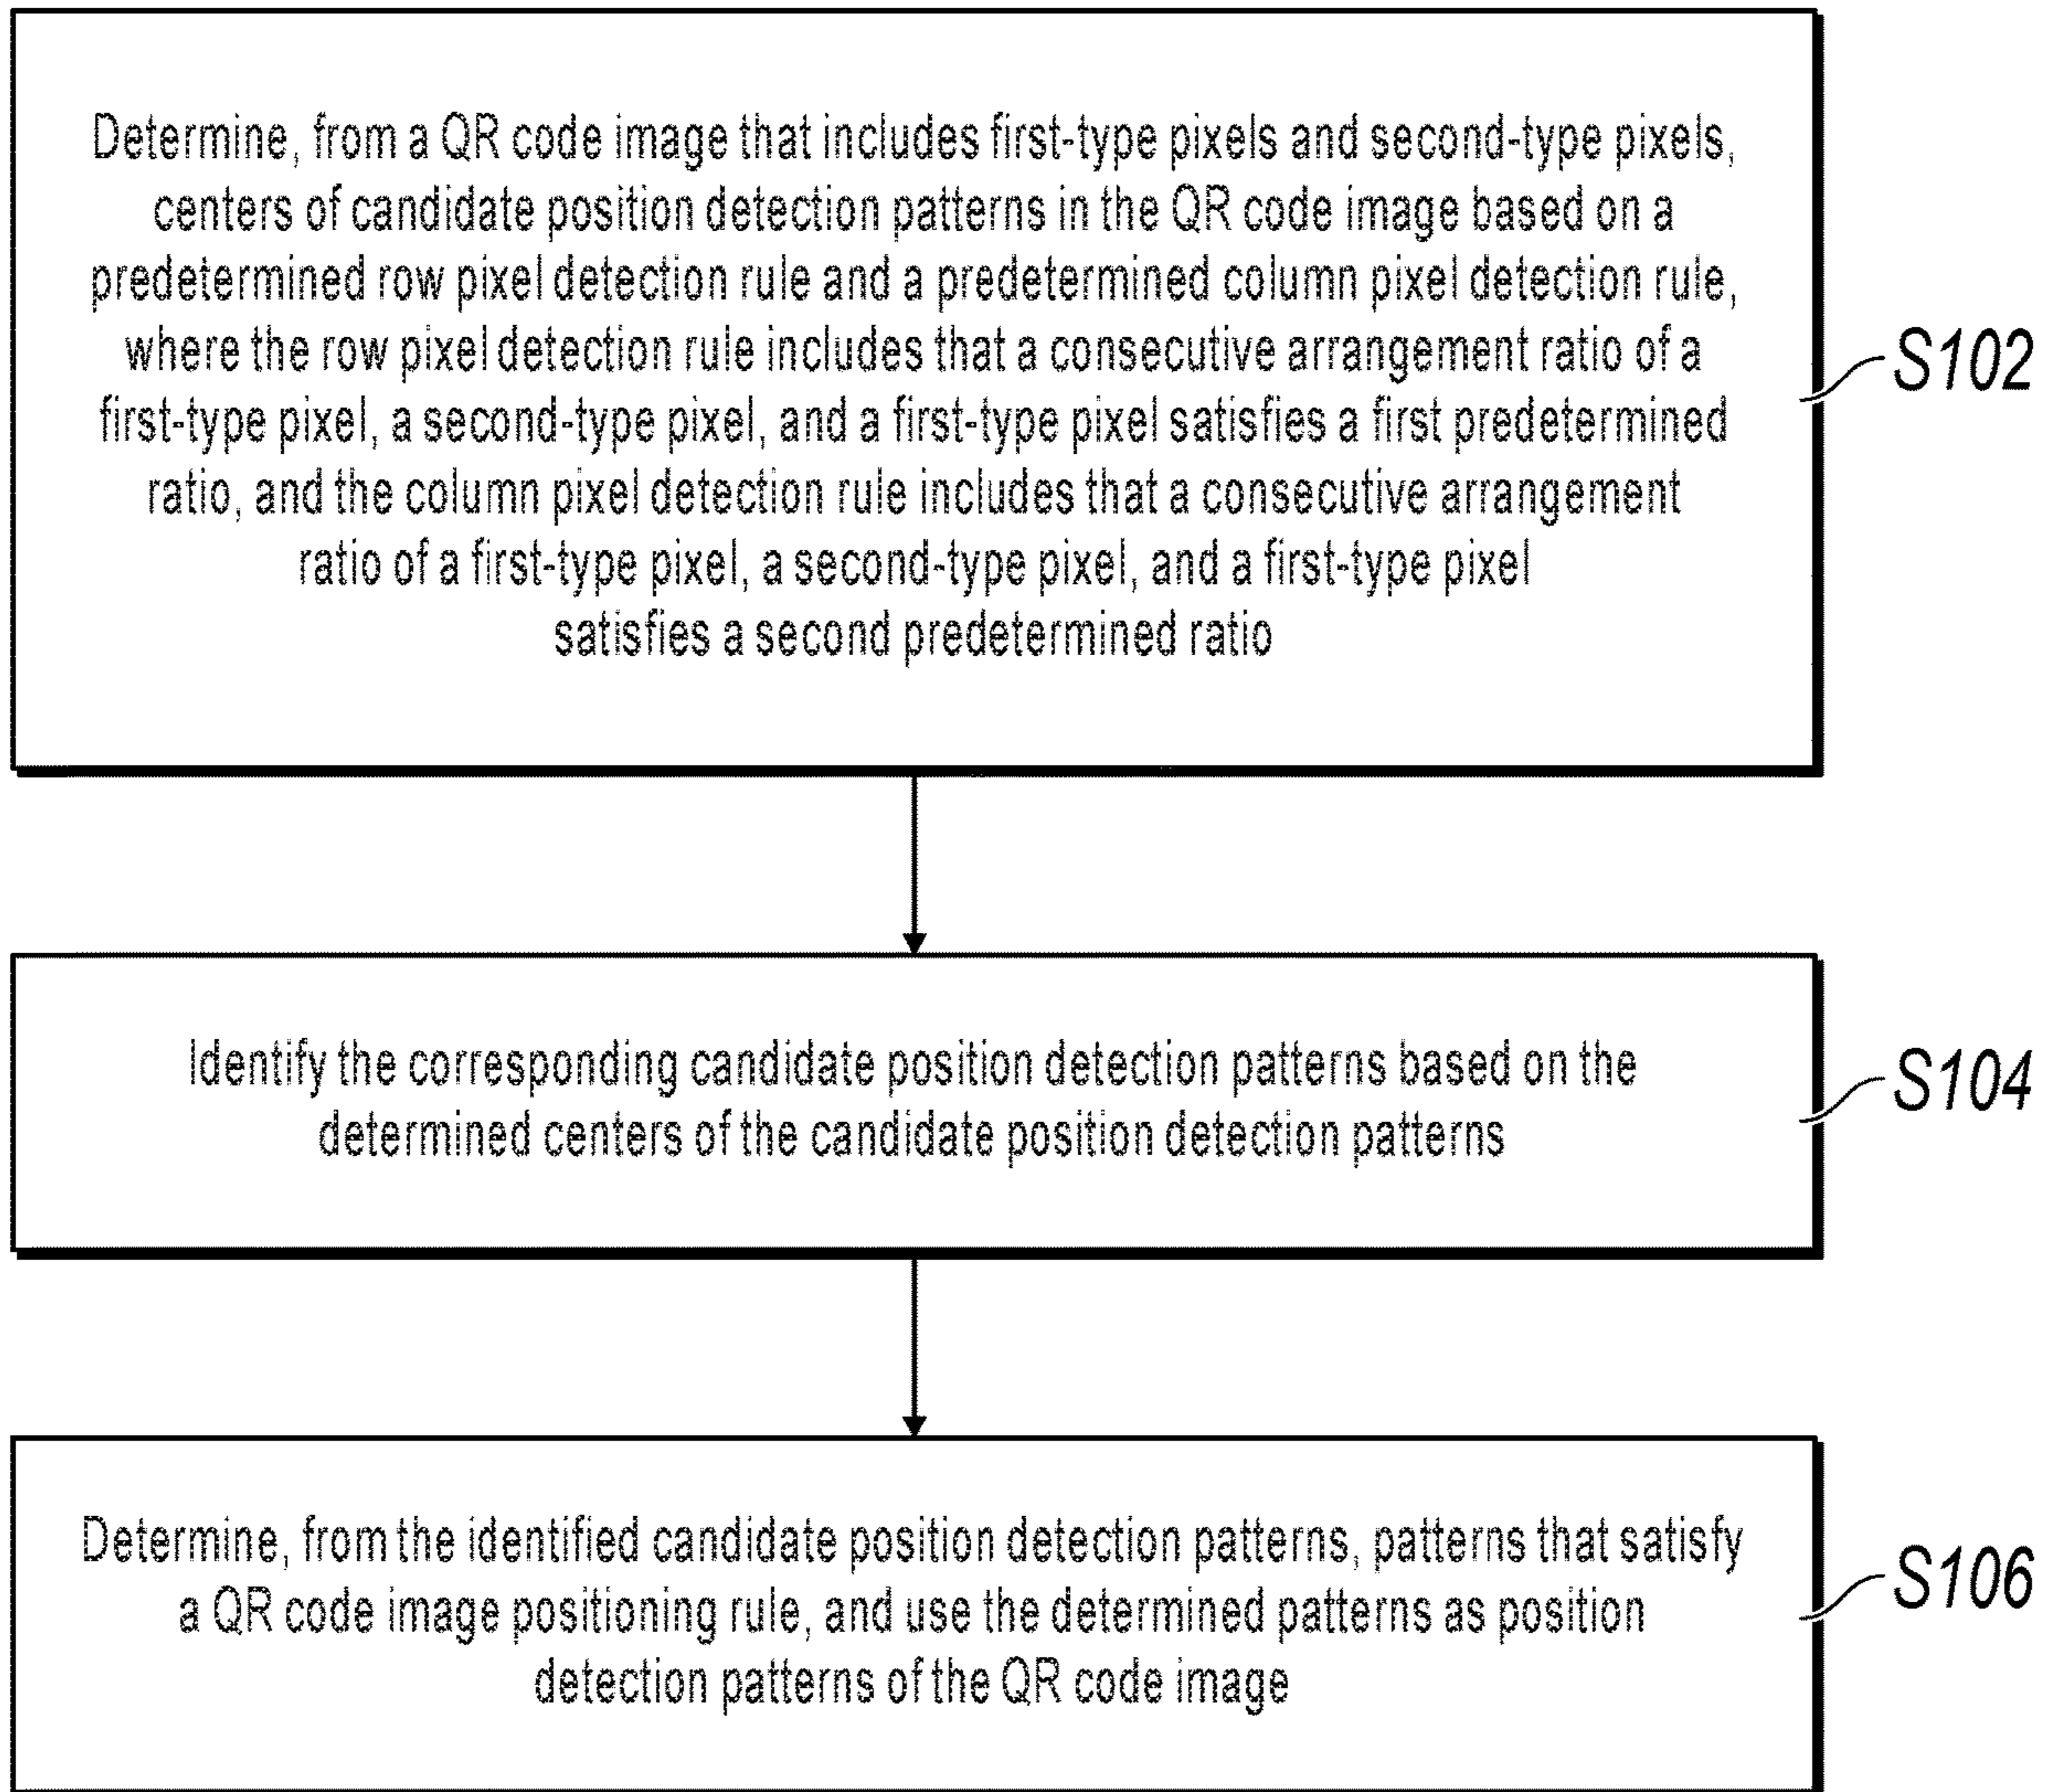 Determine, from a QR code image that includes first-type pixels and second-type pixels,
centers of candidate position detection patterns in the QR code image based on a
predetermined row pixel detection rule and a predetermined column pixel detection rule,
where the row pixel detection rule includes that a consecutive arrangement ratio of a
first-type pixel, a second-type pixel, and a first-type pixel satisfies a first predetermined
ratio, and the column pixel detection rule includes that a consecutive arrangement
ratio of a first-type pixel, a second-type pixel, and a first-type pixel
satisfies a second predetermined ratio
S102
Identify the corresponding candidate position detection patterns based on the
determined centers of the candidate position detection patterns
S104
Determine, from the identified candidate position detection patterns, patterns that satisfy
a QR code image positioning rule, and use the determined patterns as position
detection patterns of the QR code image
S106